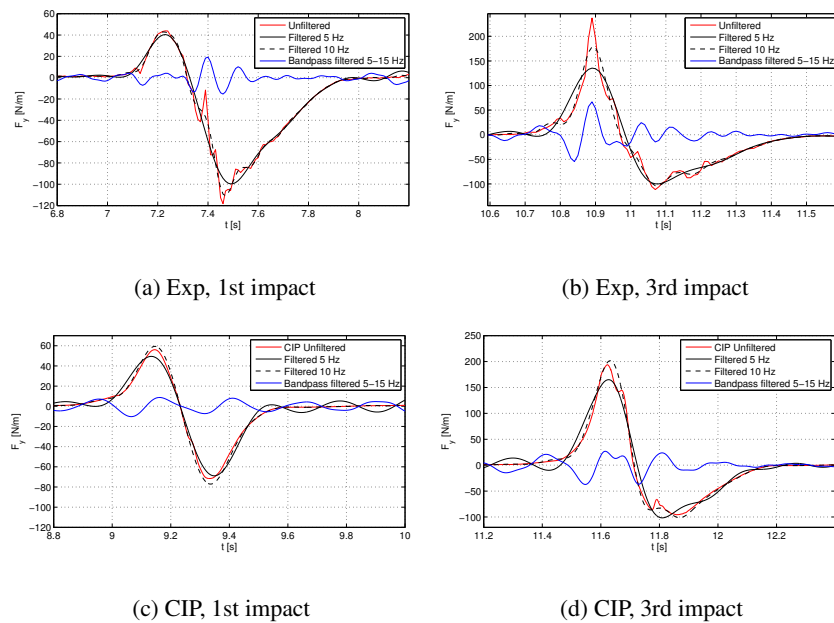 60
40
20
0
−20
−40
−60
−80
−100
−120
F_y [N/m]
6.8 7 7.2 7.4 7.6 7.8 8
t [s]
Unfiltered
Filtered 5 Hz
Filtered 10 Hz
Bandpass filtered 5−15 Hz
(a) Exp, 1st impact
200
150
100
50
0
−50
−100
F_y [N/m]
10.6 10.7 10.8 10.9 11 11.1 11.2 11.3 11.4 11.5
t [s]
Unfiltered
Filtered 5 Hz
Filtered 10 Hz
Bandpass filtered 5−15 Hz
(b) Exp, 3rd impact
60
40
20
0
−20
−40
−60
−80
−100
−120
F_y [N/m]
8.8 9 9.2 9.4 9.6 9.8 10
t [s]
CIP Unfiltered
Filtered 5 Hz
Filtered 10 Hz
Bandpass filtered 5−15 Hz
(c) CIP, 1st impact
250
200
150
100
50
0
−50
−100
F_y [N/m]
11.2 11.4 11.6 11.8 12 12.2
t [s]
CIP Unfiltered
Filtered 5 Hz
Filtered 10 Hz
Bandpass filtered 5−15 Hz
(d) CIP, 3rd impact